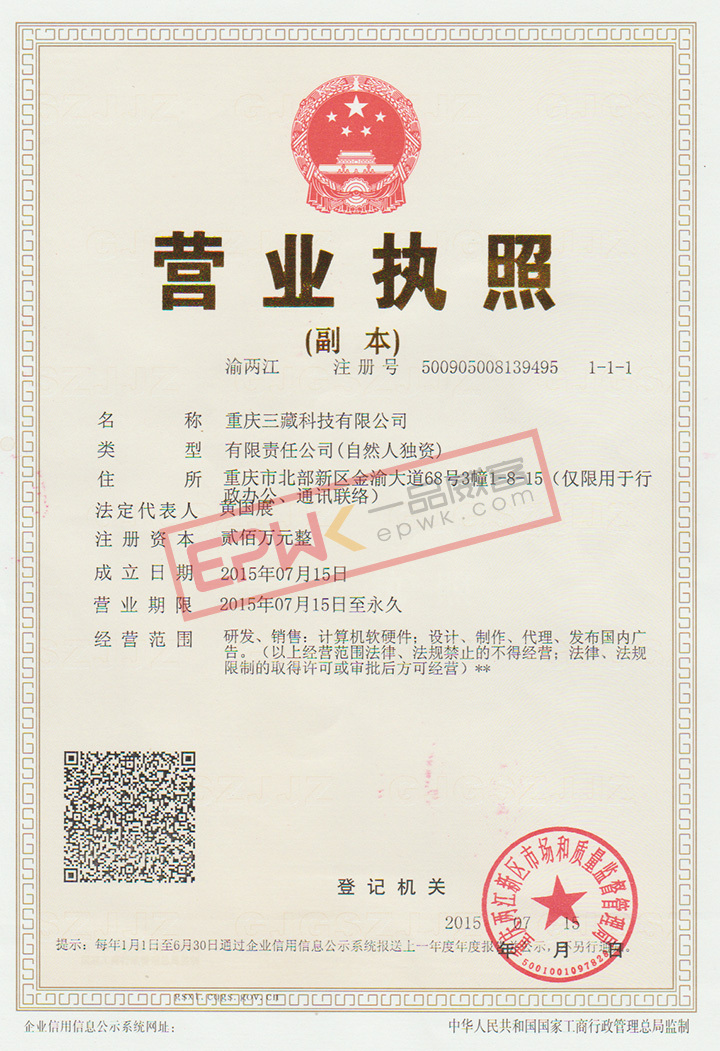 营业执照
(副 本)
渝两江 注册号 500905008139495 1-1-1
名 称 重庆三藏科技有限公司
类 型 有限责任公司(自然人独资)
住 所 重庆市北部新区金渝大道68号3幢1-8-15（仅限用于行
政办公、通讯联络）
法定代表人 黄国展
注册资本 贰佰万元整
成立日期 2015年07月15日
营业期限 2015年07月15日至永久
经营范围 研发、销售：计算机软硬件；设计、制作、代理、发布国内广
告。（以上经营范围法律、法规禁止的不得经营；法律、法规
限制的取得许可或审批后方可经营）**
EPWK 一品威客
epwk.com
登记机关
两江新区市场和质量监督管理局
2015 07 15
年 月 日
提示：每年1月1日至6月30日通过企业信用信息公示系统报送上一年度年度报 示，不另行通
gsxt.cqgs.gov.cn
企业信用信息公示系统网址：
中华人民共和国国家工商行政管理总局监制